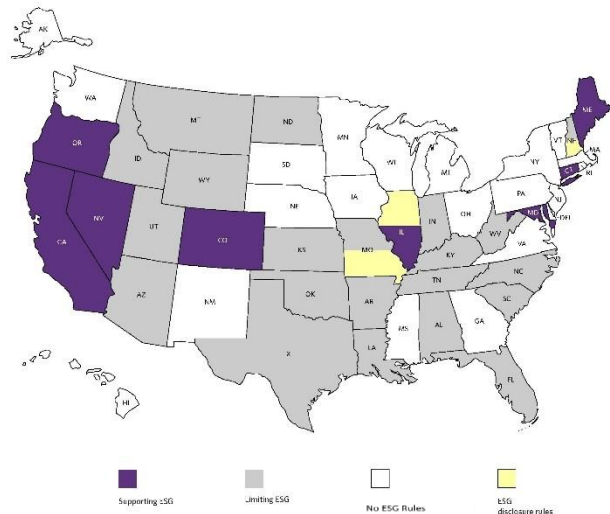 AK
WA
OR
ID
MT
ND
MN
SD
WY
WI
MI
IA
NE
NV
UT
CO
CA
AZ
NM
KS
MO
IL
IN
OH
KY
WV
VA
PA
NY
VT
ME
MA
RI
CT
NJ
DEL
MD
NC
TN
SC
OK
AR
LA
MS
AL
GA
FL
HI
Supporting ESG
Limiting ESG
No ESG Rules
ESG
disclosure rules